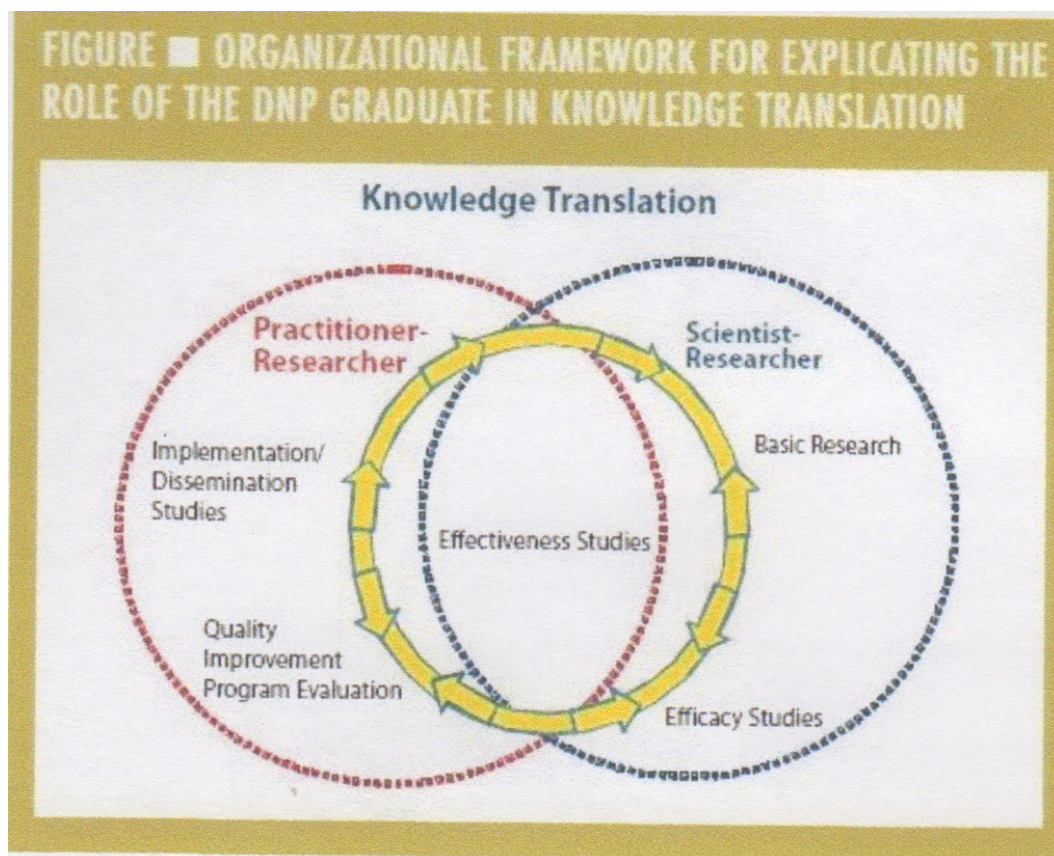 FIGURE ■ ORGANIZATIONAL FRAMEWORK FOR EXPLICATING THE
ROLE OF THE DNP GRADUATE IN KNOWLEDGE TRANSLATION
Knowledge Translation
Practitioner-
Researcher
Scientist-
Researcher
Implementation/
Dissemination
Studies
Basic Research
Effectiveness Studies
Quality
Improvement
Program Evaluation
Efficacy Studies